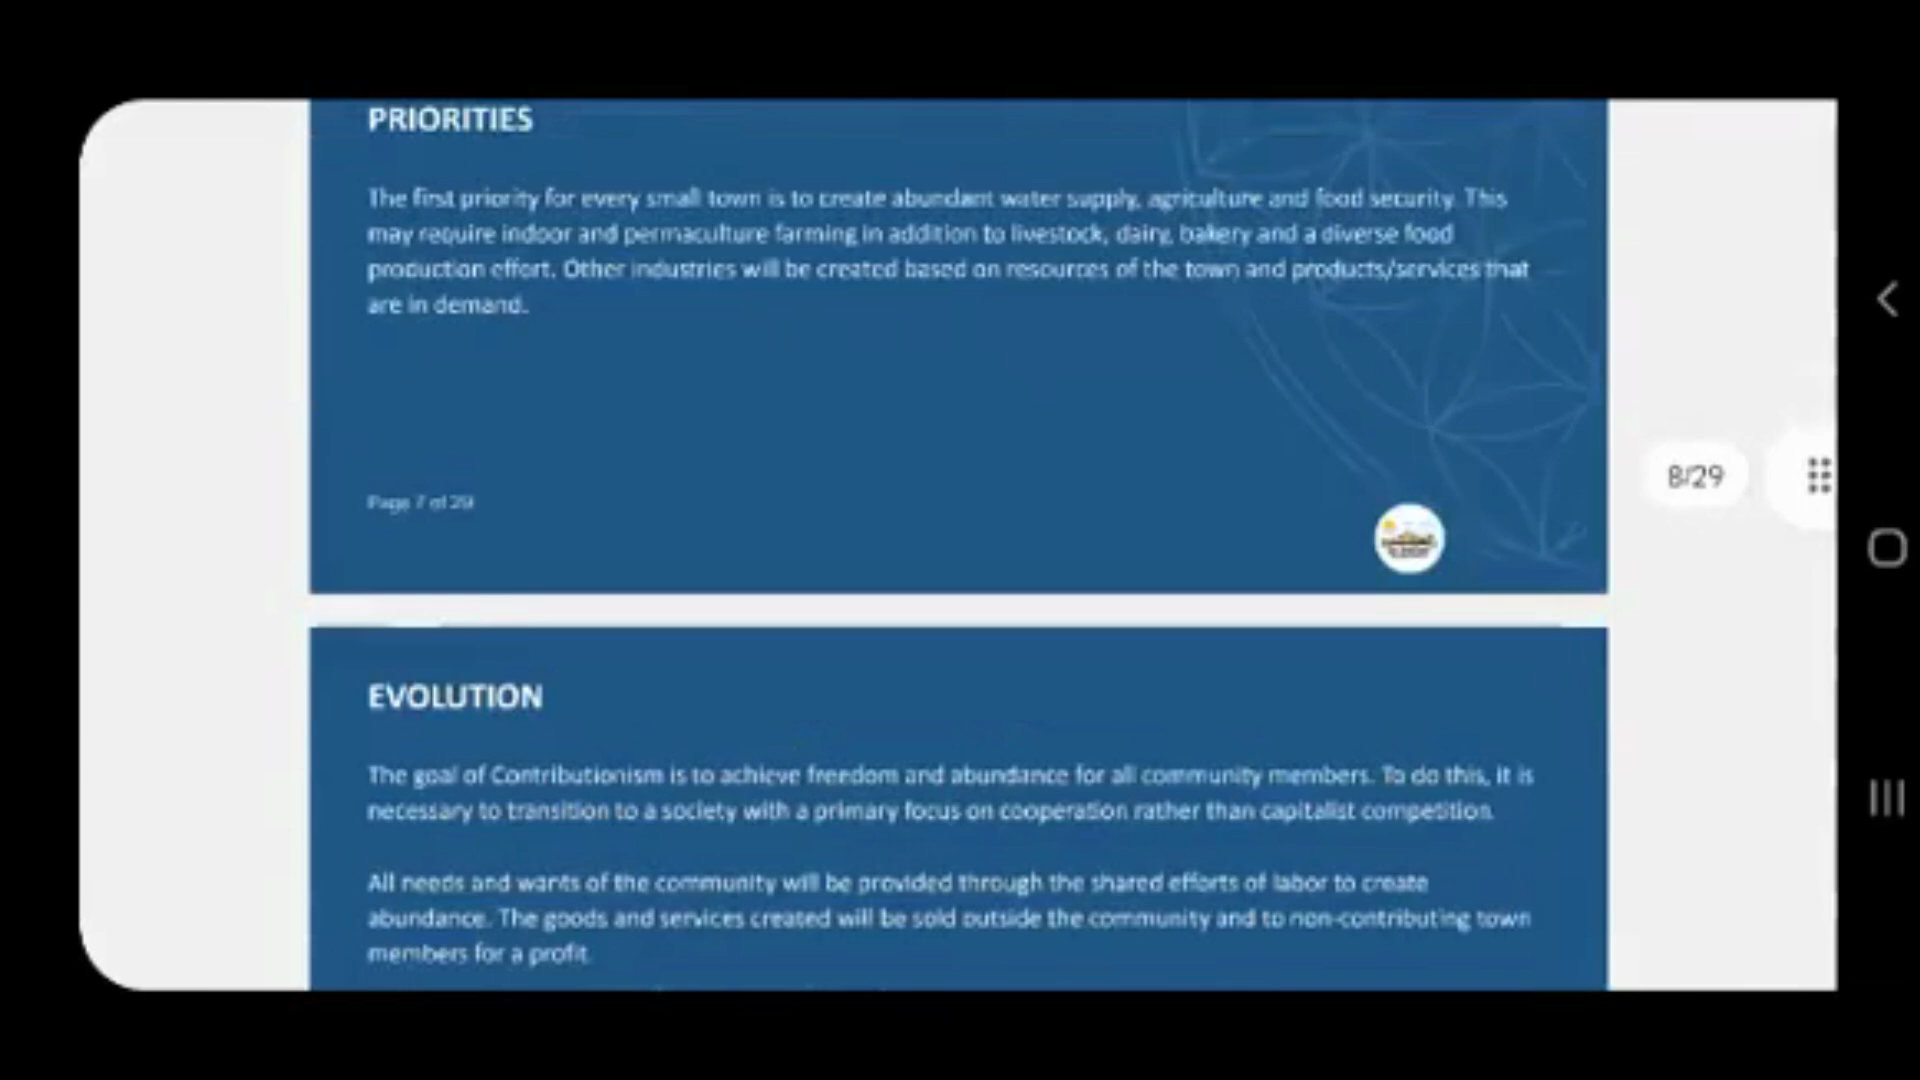 PRIORITIES
The first priority for every small town is to create abundant water supply, agriculture and food security. This
may require indoor and permaculture farming in addition to livestock, dairy, bakery and a diverse food
production effort. Other industries will be created based on resources of the town and products/services that
are in demand.
8/29
Page 7 of 29
EVOLUTION
The goal of Contributionism is to achieve freedom and abundance for all community members. To do this, it is
necessary to transition to a society with a primary focus on cooperation rather than capitalist competition.
All needs and wants of the community will be provided through the shared efforts of labor to create
abundance. The goods and services created will be sold outside the community and to non-contributing town
members for a profit.